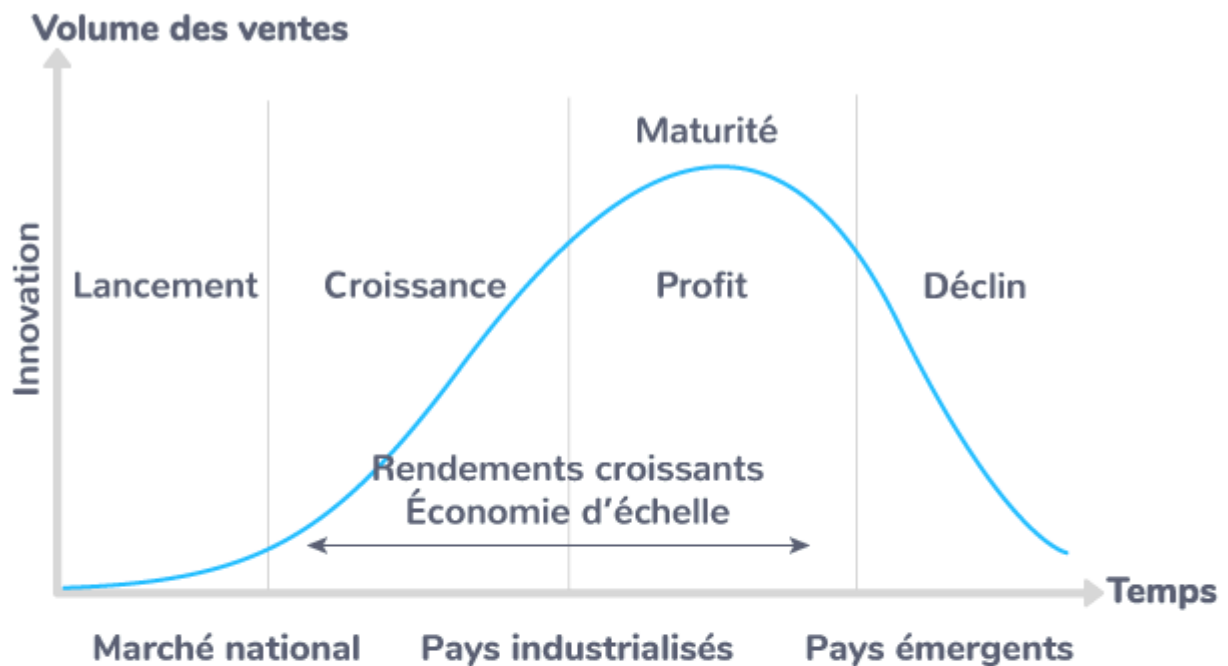 Volume des ventes
Maturité
Innovation
Lancement
Croissance
Profit
Déclin
Rendements croissants
Économie d’échelle
Temps
Marché national
Pays industrialisés
Pays émergents